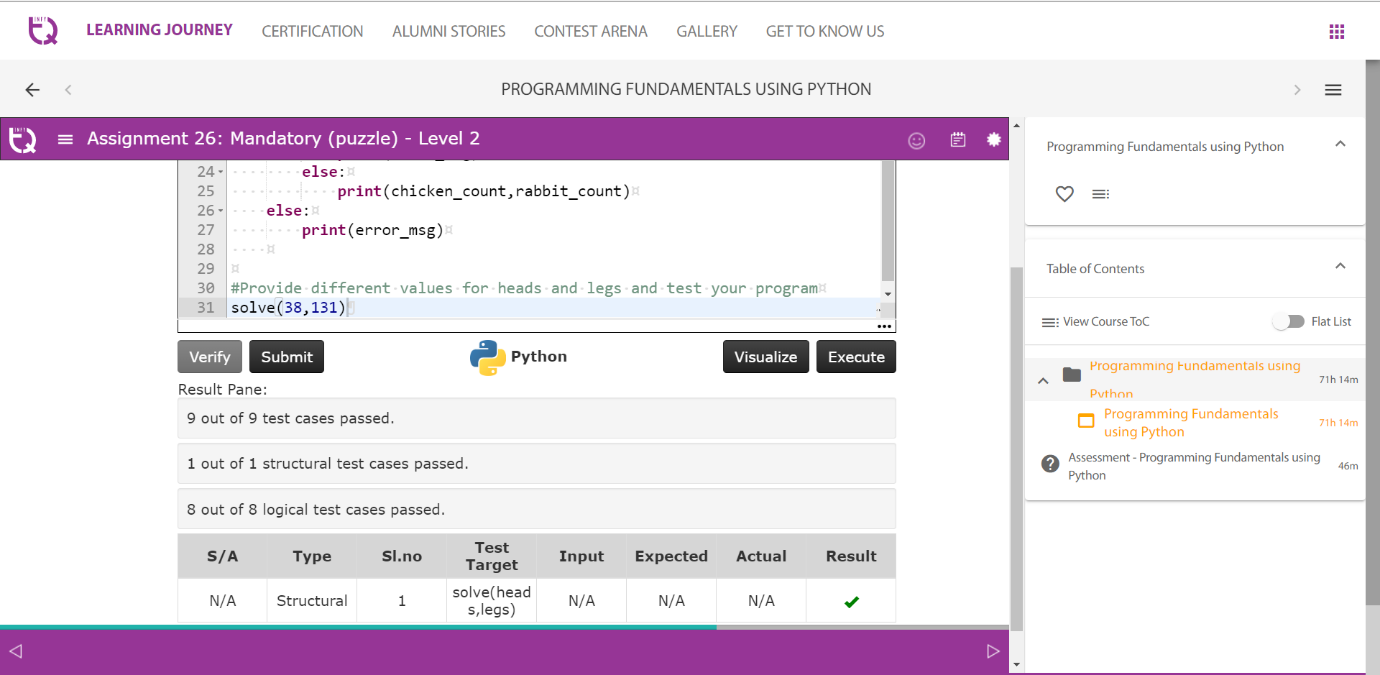 LEARNING JOURNEY CERTIFICATION ALUMNI STORIES CONTEST ARENA GALLERY GET TO KNOW US
PROGRAMMING FUNDAMENTALS USING PYTHON
Assignment 26: Mandatory (puzzle) - Level 2
24 else:
25 print(chicken_count,rabbit_count)
26 else:
27 print(error_msg)
28
29
30 #Provide different values for heads and legs and test your program
31 solve(38,131)
Verify Submit Python Visualize Execute
Result Pane:
9 out of 9 test cases passed.
1 out of 1 structural test cases passed.
8 out of 8 logical test cases passed.
S/A Type Sl.no Test Target Input Expected Actual Result
N/A Structural 1 solve(heads,legs) N/A N/A N/A
Programming Fundamentals using Python
Table of Contents
View Course ToC Flat List
Programming Fundamentals using
Python 71h 14m
Programming Fundamentals
using Python 71h 14m
Assessment - Programming Fundamentals using
Python 46m